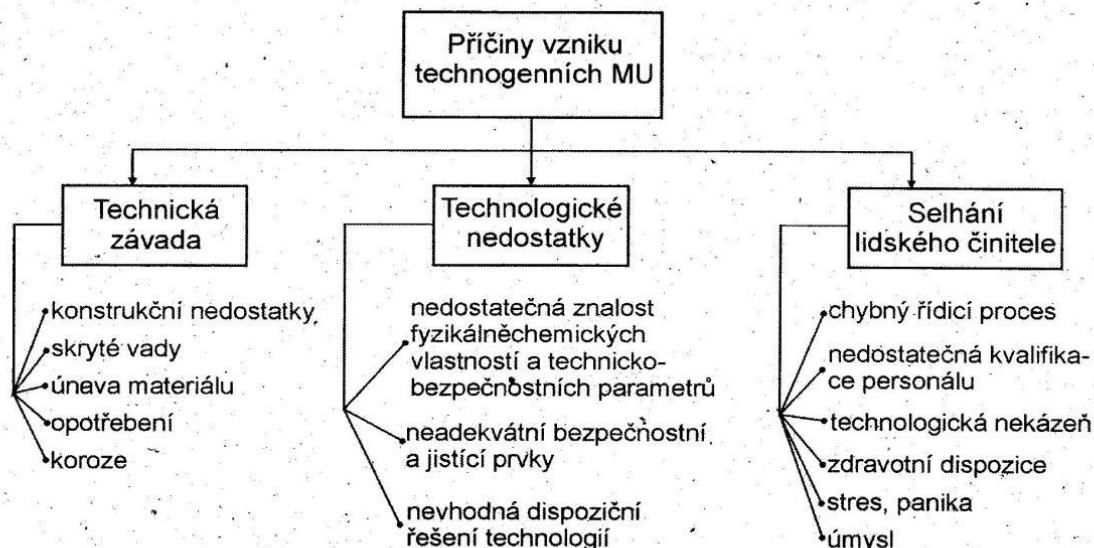 Příčiny vzniku
technogenních MU
Technická
závada
konstrukční nedostatky
skryté vady
únava materiálu
opotřebení
koroze
Technologické
nedostatky
nedostatečná znalost
fyzikálněchemických
vlastností a technicko-
bezpečnostních parametrů
neadekvátní bezpečnostní
a jistící prvky
nevhodná dispoziční
řešení technologií
Selhání
lidského činitele
chybný řídicí proces
nedostatečná kvalifika-
ce personálu
technologická nekázeň
zdravotní dispozice
stres, panika
úmysl